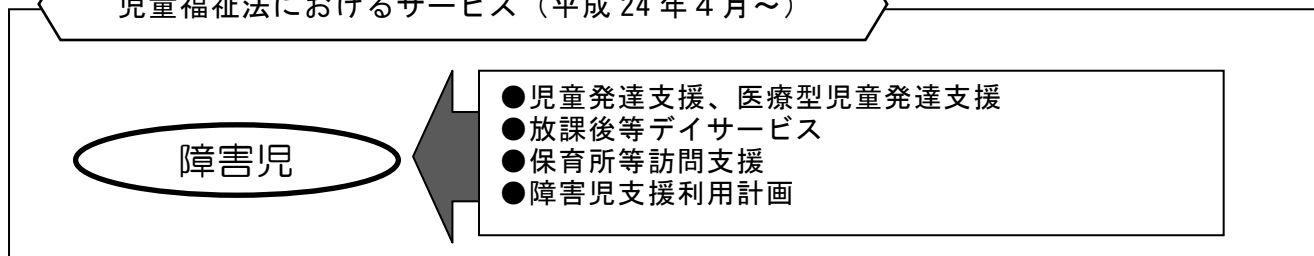 児童福祉法におけるサービス（平成 24 年４月～）
●児童発達支援、医療型児童発達支援
●放課後等デイサービス
●保育所等訪問支援
●障害児支援利用計画
障害児